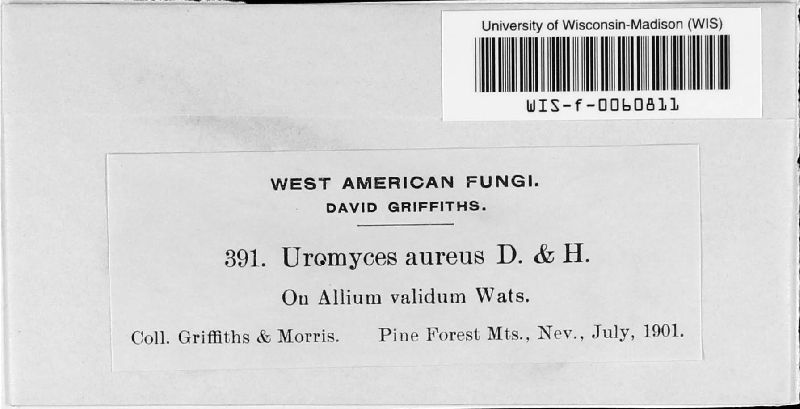 University of Wisconsin-Madison (WIS)
WIS-f-0060811
WEST AMERICAN FUNGI.
DAVID GRIFFITHS.
391. Uromyces aureus D. & H.
On Allium validum Wats.
Coll. Griffiths & Morris. Pine Forest Mts., Nev., July, 1901.